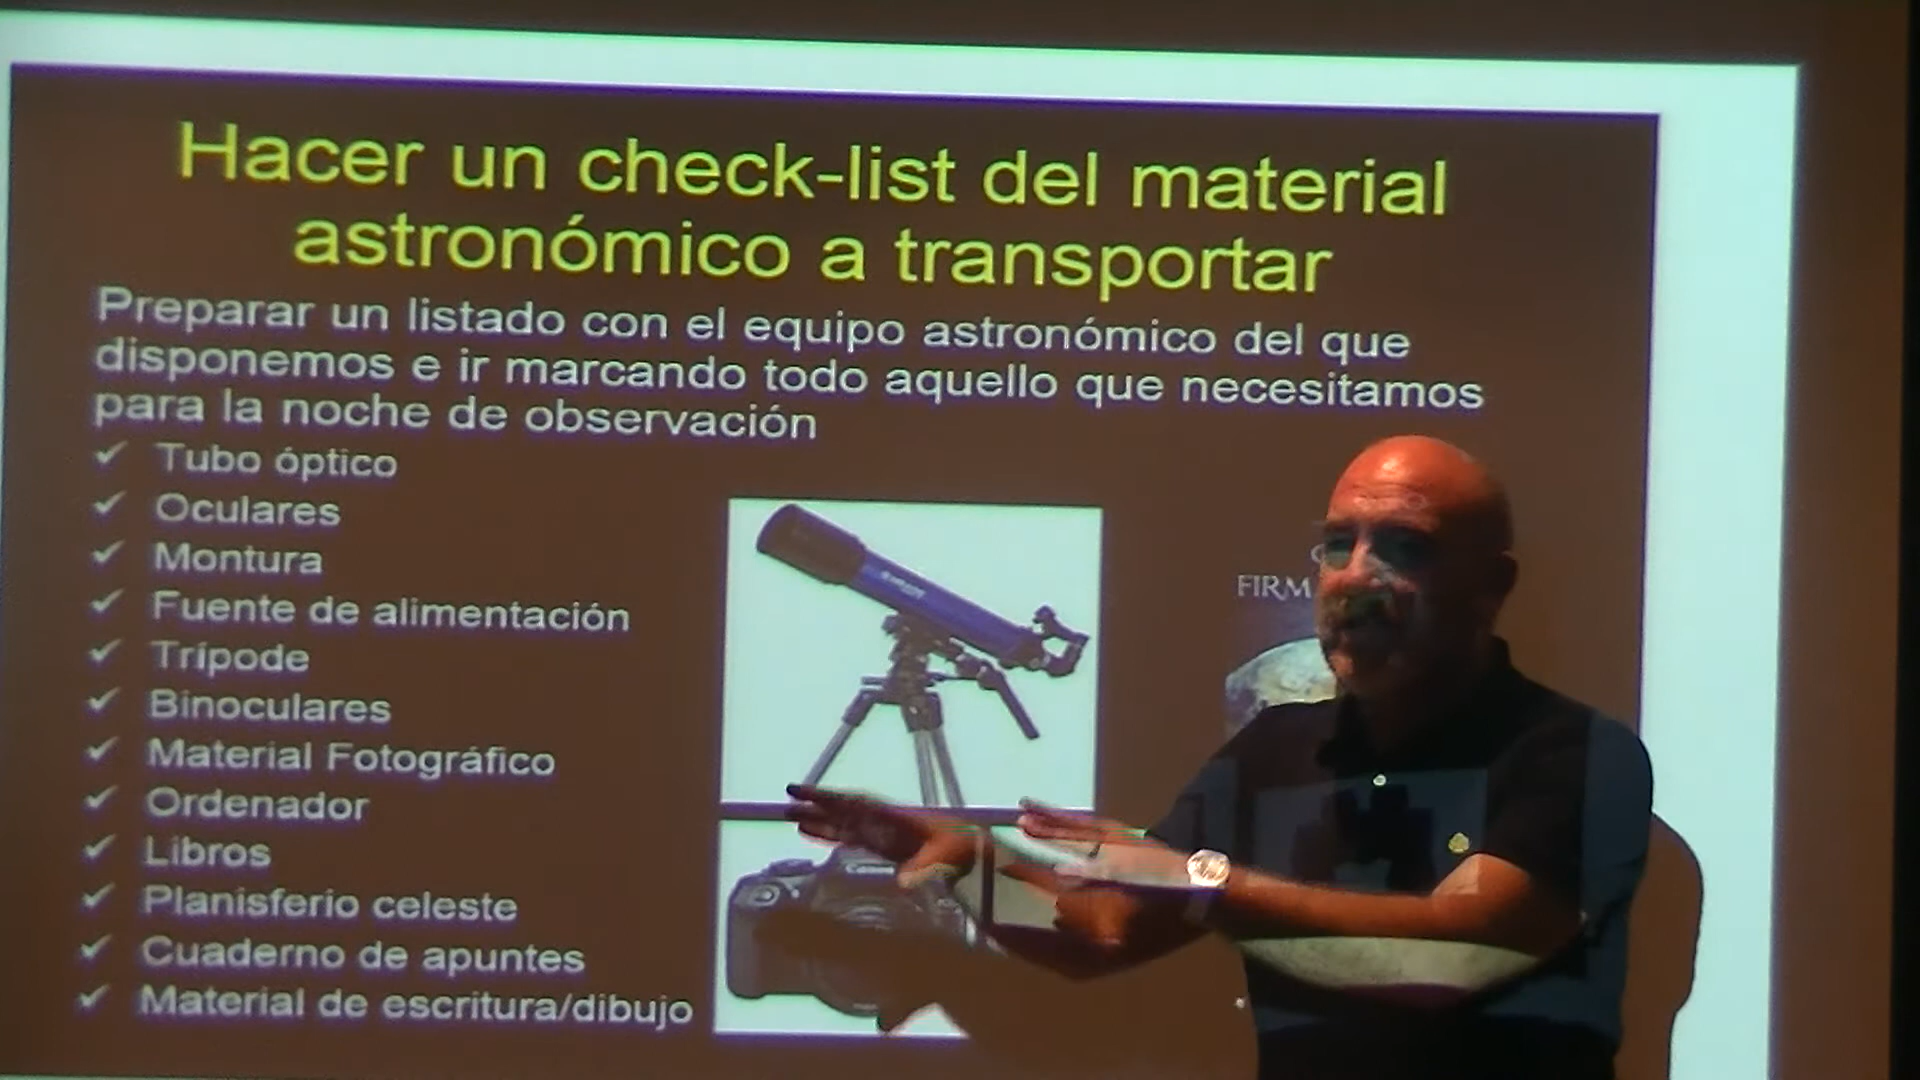 Hacer un check-list del material
astronómico a transportar
Preparar un listado con el equipo astronómico del que
disponemos e ir marcando todo aquello que necesitamos
para la noche de observación
✓ Tubo óptico
✓ Oculares
✓ Montura
✓ Fuente de alimentación
✓ Trípode
✓ Binoculares
✓ Material Fotográfico
✓ Ordenador
✓ Libros
✓ Planisferio celeste
✓ Cuaderno de apuntes
✓ Material de escritura/dibujo
FIRM
Canon